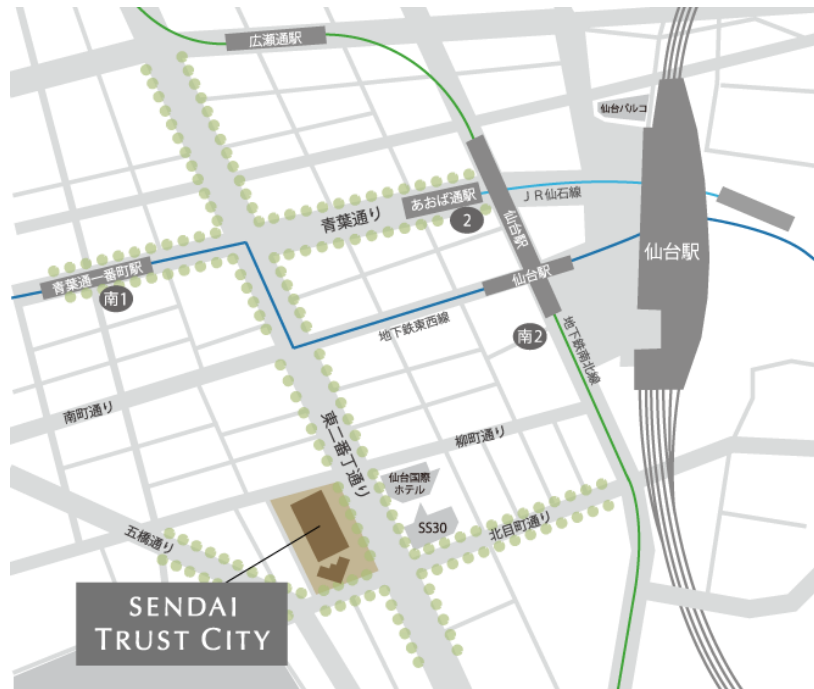 広瀬通駅
仙台パルコ
仙台駅
あおば通駅
JR仙石線
青葉通り
2
仙台駅
青葉通一番町駅
南1
仙台駅
地下鉄東西線
南2
地下鉄南北線
南町通り
東二番丁通り
柳町通り
仙台国際
ホテル
SS30
北目町通り
五橋通り
SENDAI
TRUST CITY